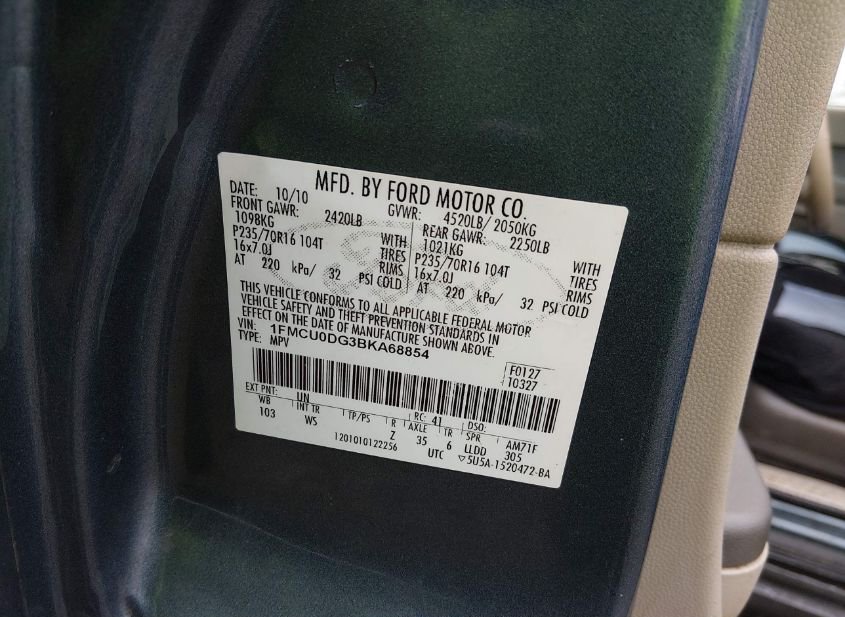 MFD. BY FORD MOTOR CO.
DATE: 10/10 GVWR: 4520LB/ 2050KG
FRONT GAWR: 2420LB REAR GAWR: 2250LB
1098KG WITH 1021KG WITH
P235/70R16 104T TIRES P235/70R16 104T TIRES
16x7.0J RIMS 16x7.0J RIMS
AT 220 kPa/ 32 PSI COLD AT 220 kPa/ 32 PSI COLD
THIS VEHICLE CONFORMS TO ALL APPLICABLE FEDERAL MOTOR
VEHICLE SAFETY AND THEFT PREVENTION STANDARDS IN
EFFECT ON THE DATE OF MANUFACTURE SHOWN ABOVE.
VIN: 1FMCU0DG3BKA68854
TYPE: MPV
F0127
10327
EXT PNT: UN RC: 41 DSO:
WB INT TR TP/PS R AXLE TR SPR AM71F
103 WS Z 35 6 LLDD 305
1201010122256 UTC ▽5U5A-1520472-BA